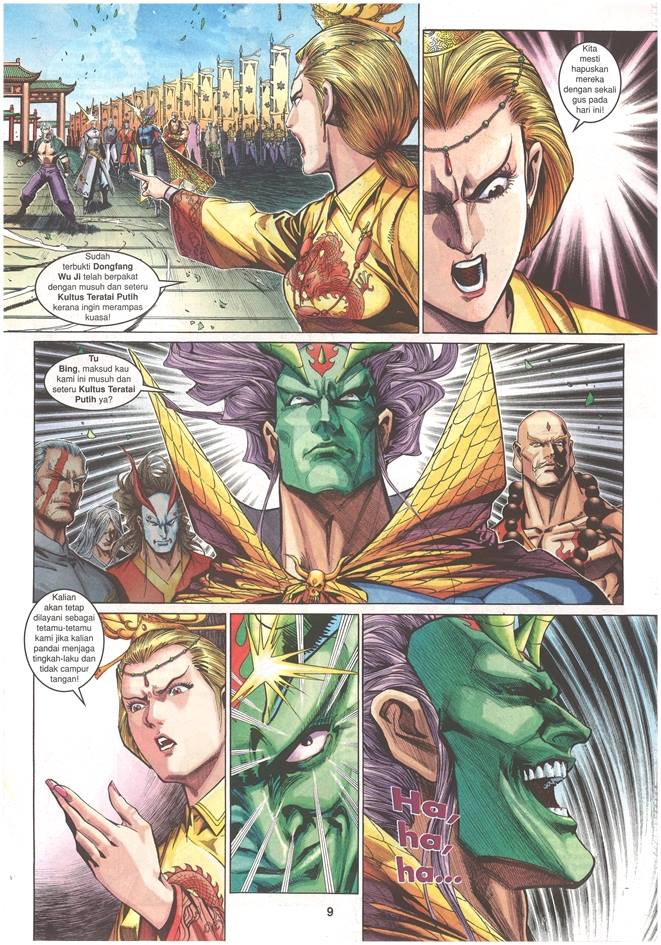 Sudah
terbukti Dongfang
Wu Ji telah berpakat
dengan musuh dan seteru
Kultus Teratai Putih
kerana ingin merampas
kuasa!
Kita
mesti
hapuskan
mereka
dengan sekali
gus pada
hari ini!
Tu
Bing, maksud kau
kami ini musuh dan
seteru Kultus Teratai
Putih ya?
Kalian
akan tetap
dilayani sebagai
tetamu-tetamu
kami jika kalian
pandai menjaga
tingkah-laku dan
tidak campur
tangan!
Ha,
ha,
ha...
9